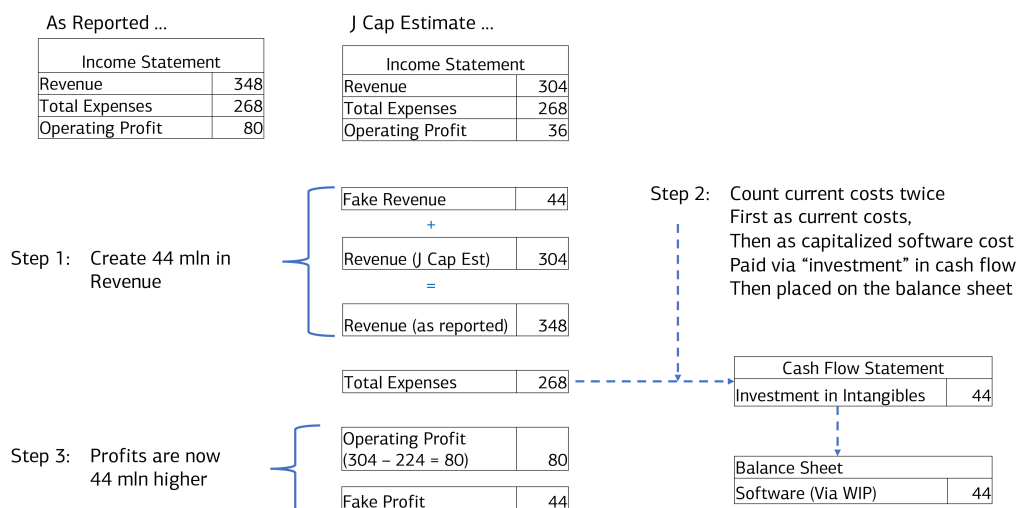 As Reported ...
Income Statement
Revenue 348
Total Expenses 268
Operating Profit 80
J Cap Estimate ...
Income Statement
Revenue 304
Total Expenses 268
Operating Profit 36
Step 1: Create 44 mln in
Revenue
Fake Revenue 44
+
Revenue (J Cap Est) 304
=
Revenue (as reported) 348
Total Expenses 268
Step 2: Count current costs twice
First as current costs,
Then as capitalized software cost
Paid via “investment” in cash flow
Then placed on the balance sheet
Cash Flow Statement
Investment in Intangibles 44
Balance Sheet
Software (Via WIP) 44
Step 3: Profits are now
44 mln higher
Operating Profit
(304 – 224 = 80) 80
Fake Profit 44